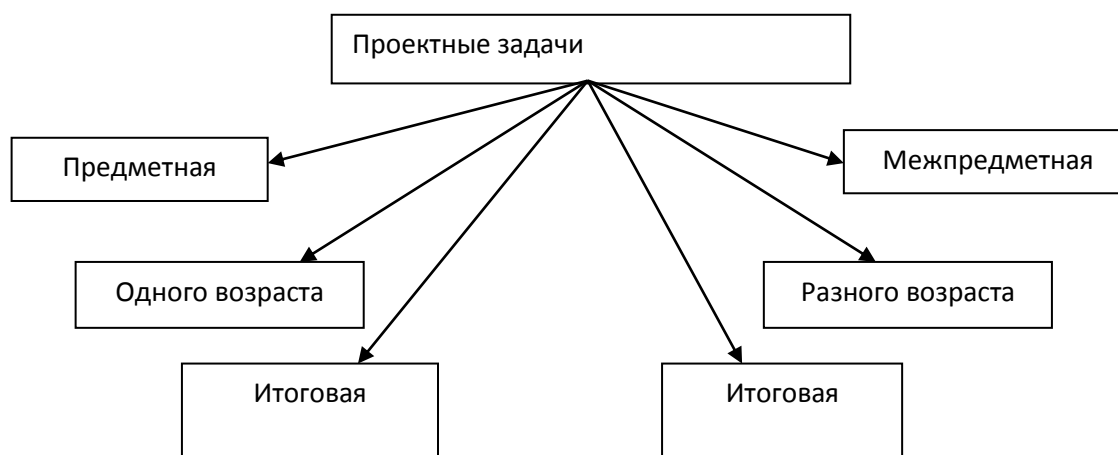 Проектные задачи
Предметная
Межпредметная
Одного возраста
Разного возраста
Итоговая
Итоговая